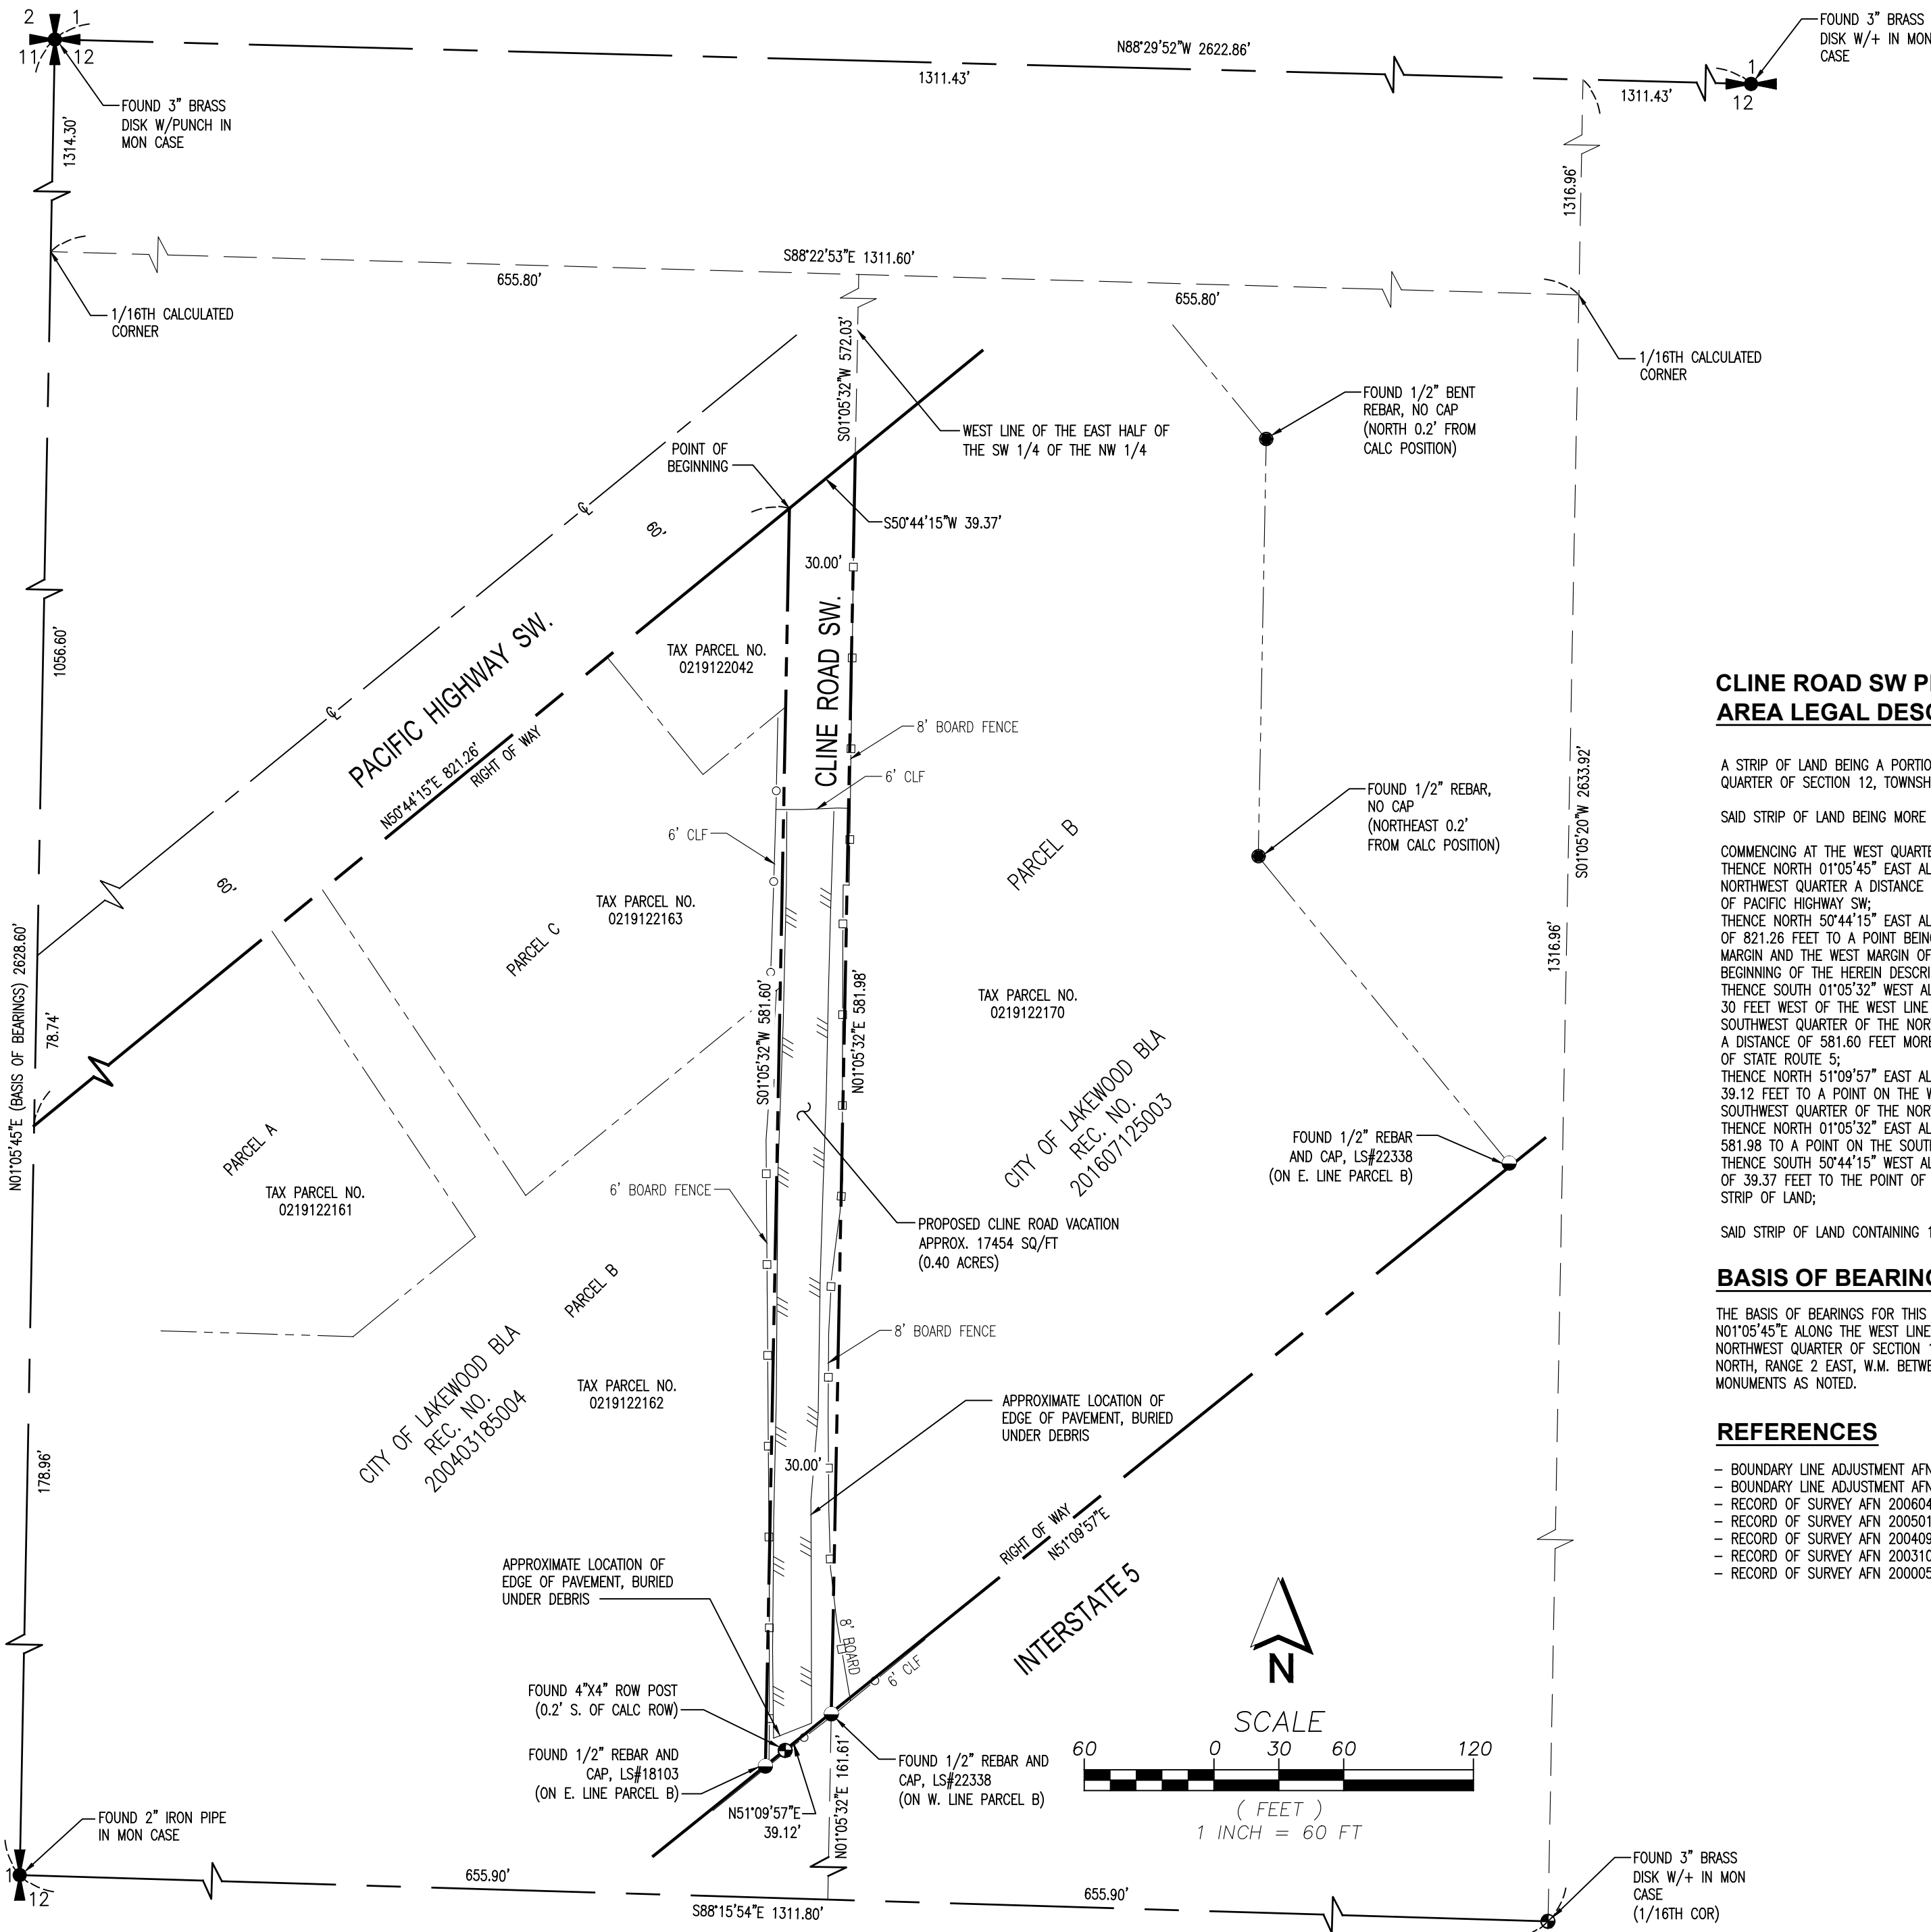 2 1
11 12
FOUND 3" BRASS
DISK W/PUNCH IN
MON CASE
N88°29'52"W 2622.86'
1311.43'
1311.43'
FOUND 3" BRASS
DISK W/+ IN MON
CASE
1
12
1314.30'
1316.96'
S88°22'53"E 1311.60'
655.80'
655.80'
1/16TH CALCULATED
CORNER
1/16TH CALCULATED
CORNER
S01°05'32"W 572.03'
WEST LINE OF THE EAST HALF OF
THE SW 1/4 OF THE NW 1/4
FOUND 1/2" BENT
REBAR, NO CAP
(NORTH 0.2' FROM
CALC POSITION)
POINT OF
BEGINNING
S50°44'15"W 39.37'
60'
30.00'
1056.60'
PACIFIC HIGHWAY SW.
N50°44'15"E 821.26'
RIGHT OF WAY
60'
TAX PARCEL NO.
0219122042
CLINE ROAD SW.
8' BOARD FENCE
6' CLF
6' CLF
PARCEL B
FOUND 1/2" REBAR,
NO CAP
(NORTHEAST 0.2'
FROM CALC POSITION)
S01°05'20"W 2633.92'
1316.96'
TAX PARCEL NO.
0219122163
PARCEL C
S01°05'32"W 581.60'
N01°05'32"E 581.98'
TAX PARCEL NO.
0219122170
CITY OF LAKEWOOD BLA
REC. NO.
201607125003
N01°05'45"E (BASIS OF BEARINGS) 2628.60'
78.74'
PARCEL A
TAX PARCEL NO.
0219122161
6' BOARD FENCE
FOUND 1/2" REBAR
AND CAP, LS#22338
(ON E. LINE PARCEL B)
PROPOSED CLINE ROAD VACATION
APPROX. 17454 SQ/FT
(0.40 ACRES)
PARCEL B
CITY OF LAKEWOOD BLA
REC. NO.
200403185004
TAX PARCEL NO.
0219122162
8' BOARD FENCE
APPROXIMATE LOCATION OF
EDGE OF PAVEMENT, BURIED
UNDER DEBRIS
178.96'
30.00'
RIGHT OF WAY
N51°09'57"E
INTERSTATE 5
APPROXIMATE LOCATION OF
EDGE OF PAVEMENT, BURIED
UNDER DEBRIS
8' BOARD
6' CLF
FOUND 4"X4" ROW POST
(0.2' S. OF CALC ROW)
FOUND 1/2" REBAR AND
CAP, LS#18103
(ON E. LINE PARCEL B)
N51°09'57"E
39.12'
N01°05'32"E 161.61'
FOUND 1/2" REBAR AND
CAP, LS#22338
(ON W. LINE PARCEL B)
N
SCALE
60 0 30 60 120
( FEET )
1 INCH = 60 FT
FOUND 2" IRON PIPE
IN MON CASE
1
12
655.90'
S88°15'54"E 1311.80'
655.90'
FOUND 3" BRASS
DISK W/+ IN MON
CASE
(1/16TH COR)
CLINE ROAD SW
AREA LEGAL
A STRIP OF LAND BEING A
QUARTER OF SECTION 12,
SAID STRIP OF LAND BEING MORE
COMMENCING AT THE WEST
THENCE NORTH 01°05'45" EAST
NORTHWEST QUARTER A DISTANCE
OF PACIFIC HIGHWAY SW;
THENCE NORTH 50°44'15" EAST
OF 821.26 FEET TO A POINT
MARGIN AND THE WEST MARGIN OF
BEGINNING OF THE HEREIN
THENCE SOUTH 01°05'32" WEST
30 FEET WEST OF THE WEST LINE
SOUTHWEST QUARTER OF THE
A DISTANCE OF 581.60 FEET
OF STATE ROUTE 5;
THENCE NORTH 51°09'57" EAST
39.12 FEET TO A POINT ON THE
SOUTHWEST QUARTER OF THE
THENCE NORTH 01°05'32" EAST
581.98 TO A POINT ON THE
THENCE SOUTH 50°44'15" WEST
OF 39.37 FEET TO THE POINT OF
STRIP OF LAND;
SAID STRIP OF LAND CONTAINING
BASIS OF
THE BASIS OF BEARINGS FOR THIS
N01°05'45"E ALONG THE WEST LINE
NORTHWEST QUARTER OF SECTION
NORTH, RANGE 2 EAST, W.M.
MONUMENTS AS NOTED.
REFERENCES
– BOUNDARY LINE ADJUSTMENT AFN
– BOUNDARY LINE ADJUSTMENT AFN
– RECORD OF SURVEY AFN 200604
– RECORD OF SURVEY AFN 200501
– RECORD OF SURVEY AFN 200409
– RECORD OF SURVEY AFN 200310
– RECORD OF SURVEY AFN 200005